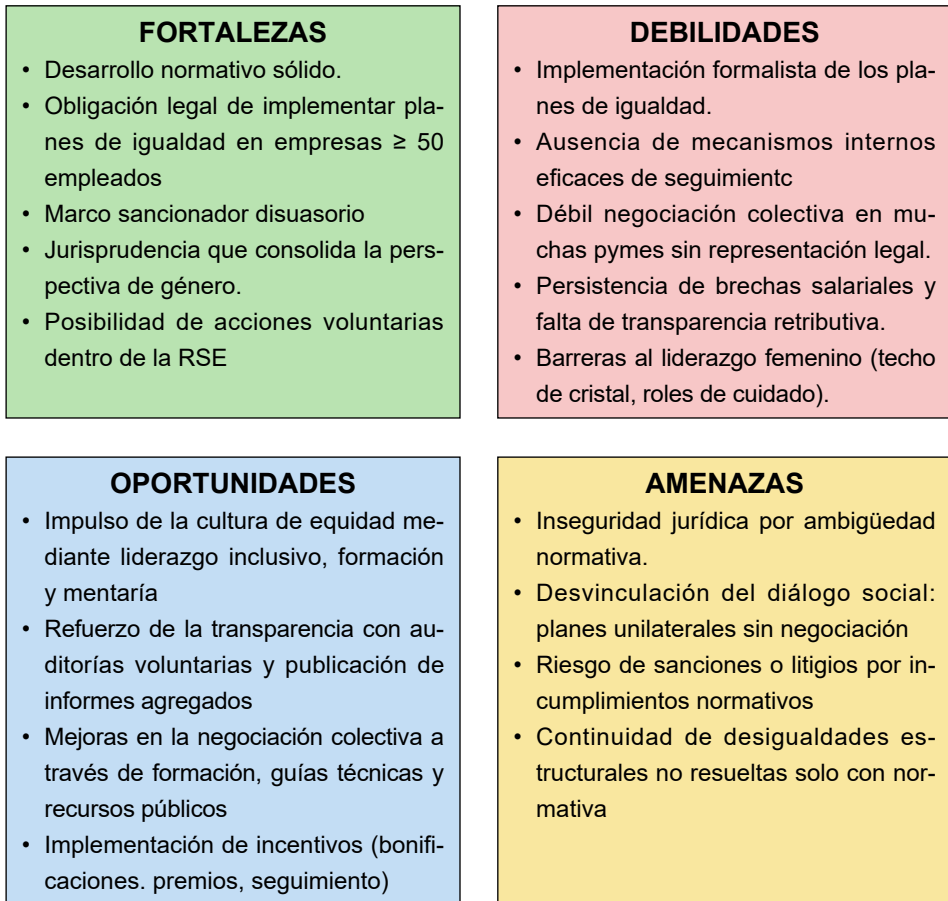 FORTALEZAS
• Desarrollo normativo sólido.
• Obligación legal de implementar pla-
nes de igualdad en empresas ≥ 50
empleados
• Marco sancionador disuasorio
• Jurisprudencia que consolida la pers-
pectiva de género.
• Posibilidad de acciones voluntarias
dentro de la RSE
DEBILIDADES
• Implementación formalista de los pla-
nes de igualdad.
• Ausencia de mecanismos internos
eficaces de seguimientc
• Débil negociación colectiva en mu-
chas pymes sin representación legal.
• Persistencia de brechas salariales y
falta de transparencia retributiva.
• Barreras al liderazgo femenino (techo
de cristal, roles de cuidado).
OPORTUNIDADES
• Impulso de la cultura de equidad me-
diante liderazgo inclusivo, formación
y mentaría
• Refuerzo de la transparencia con au-
ditorías voluntarias y publicación de
informes agregados
• Mejoras en la negociación colectiva a
través de formación, guías técnicas y
recursos públicos
• Implementación de incentivos (bonifi-
caciones. premios, seguimiento)
AMENAZAS
• Inseguridad jurídica por ambigüedad
normativa.
• Desvinculación del diálogo social:
planes unilaterales sin negociación
• Riesgo de sanciones o litigios por in-
cumplimientos normativos
• Continuidad de desigualdades es-
tructurales no resueltas solo con nor-
mativa